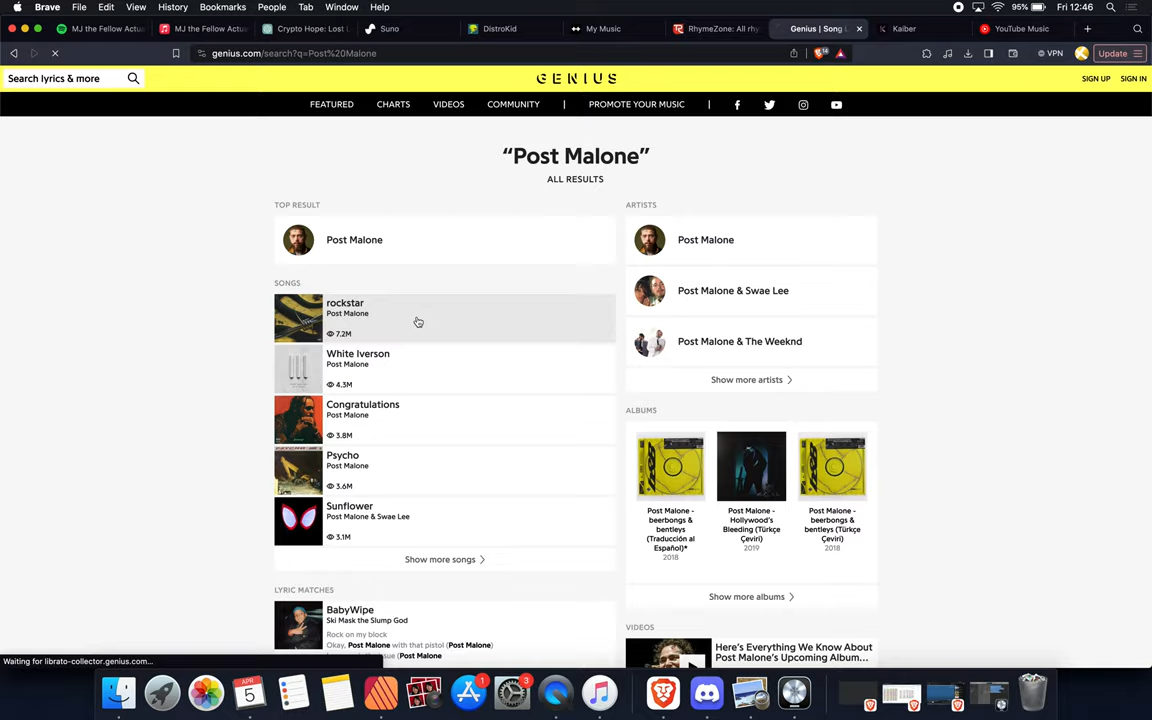 Brave File Edit View History Bookmarks People Tab Window Help 95% Fri 12:46
MJ the Fellow Actua MJ the Fellow Actua Crypto Hope: Lost I Suno DistroKid My Music RhymeZone: All rhy Genius | Song L Kaiber YouTube Music
genius.com/search?q=Post%20Malone VPN Update
Search lyrics & more GENIUS SIGN UP SIGN IN
FEATURED CHARTS VIDEOS COMMUNITY | PROMOTE YOUR MUSIC |
“Post Malone”
ALL RESULTS
TOP RESULT
Post Malone
SONGS
rockstar
Post Malone
7.2M
White Iverson
Post Malone
4.3M
Congratulations
Post Malone
3.8M
Psycho
Post Malone
3.6M
Sunflower
Post Malone & Swae Lee
3.1M
Show more songs
LYRIC MATCHES
BabyWipe
Ski Mask the Slump God
Rock on my block
Okay, Post Malone with that pistol (Post Malone)
(Post Malone
ARTISTS
Post Malone
Post Malone & Swae Lee
Post Malone & The Weeknd
Show more artists
ALBUMS
Post Malone -
beerbongs &
bentleys
(Traducción al
Español)*
2018
Post Malone -
Hollywood's
Bleeding (Türkçe
Çeviri)
2019
Post Malone -
beerbongs &
bentleys (Türkçe
Çeviri)
2018
Show more albums
VIDEOS
Here's Everything We Know About
Post Malone's Upcoming Album...
Waiting for librato-collector.genius.com...
APR
5
1
3